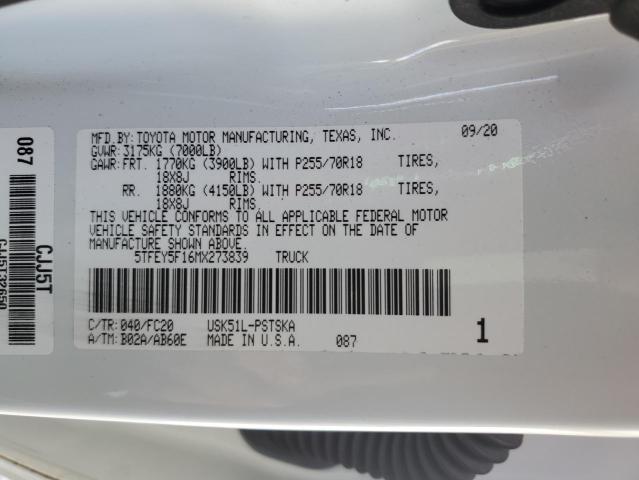 MFD.BY:TOYOTA MOTOR MANUFACTURING, TEXAS, INC. 09/20
GVWR:3175KG (7000LB)
GAWR:FRT. 1770KG (3900LB) WITH P255/70R18 TIRES,
18X8J RIMS.
RR. 1880KG (4150LB) WITH P255/70R18 TIRES,
18X8J RIMS.
THIS VEHICLE CONFORMS TO ALL APPLICABLE FEDERAL MOTOR
VEHICLE SAFETY STANDARDS IN EFFECT ON THE DATE OF
MANUFACTURE SHOWN ABOVE.
5TFEY5F16MX273839 TRUCK
C/TR:040/FC20 USK51L-PSTSKA 1
A/TM:B02A/AB60E MADE IN U.S.A. 087
087
CJJ5T